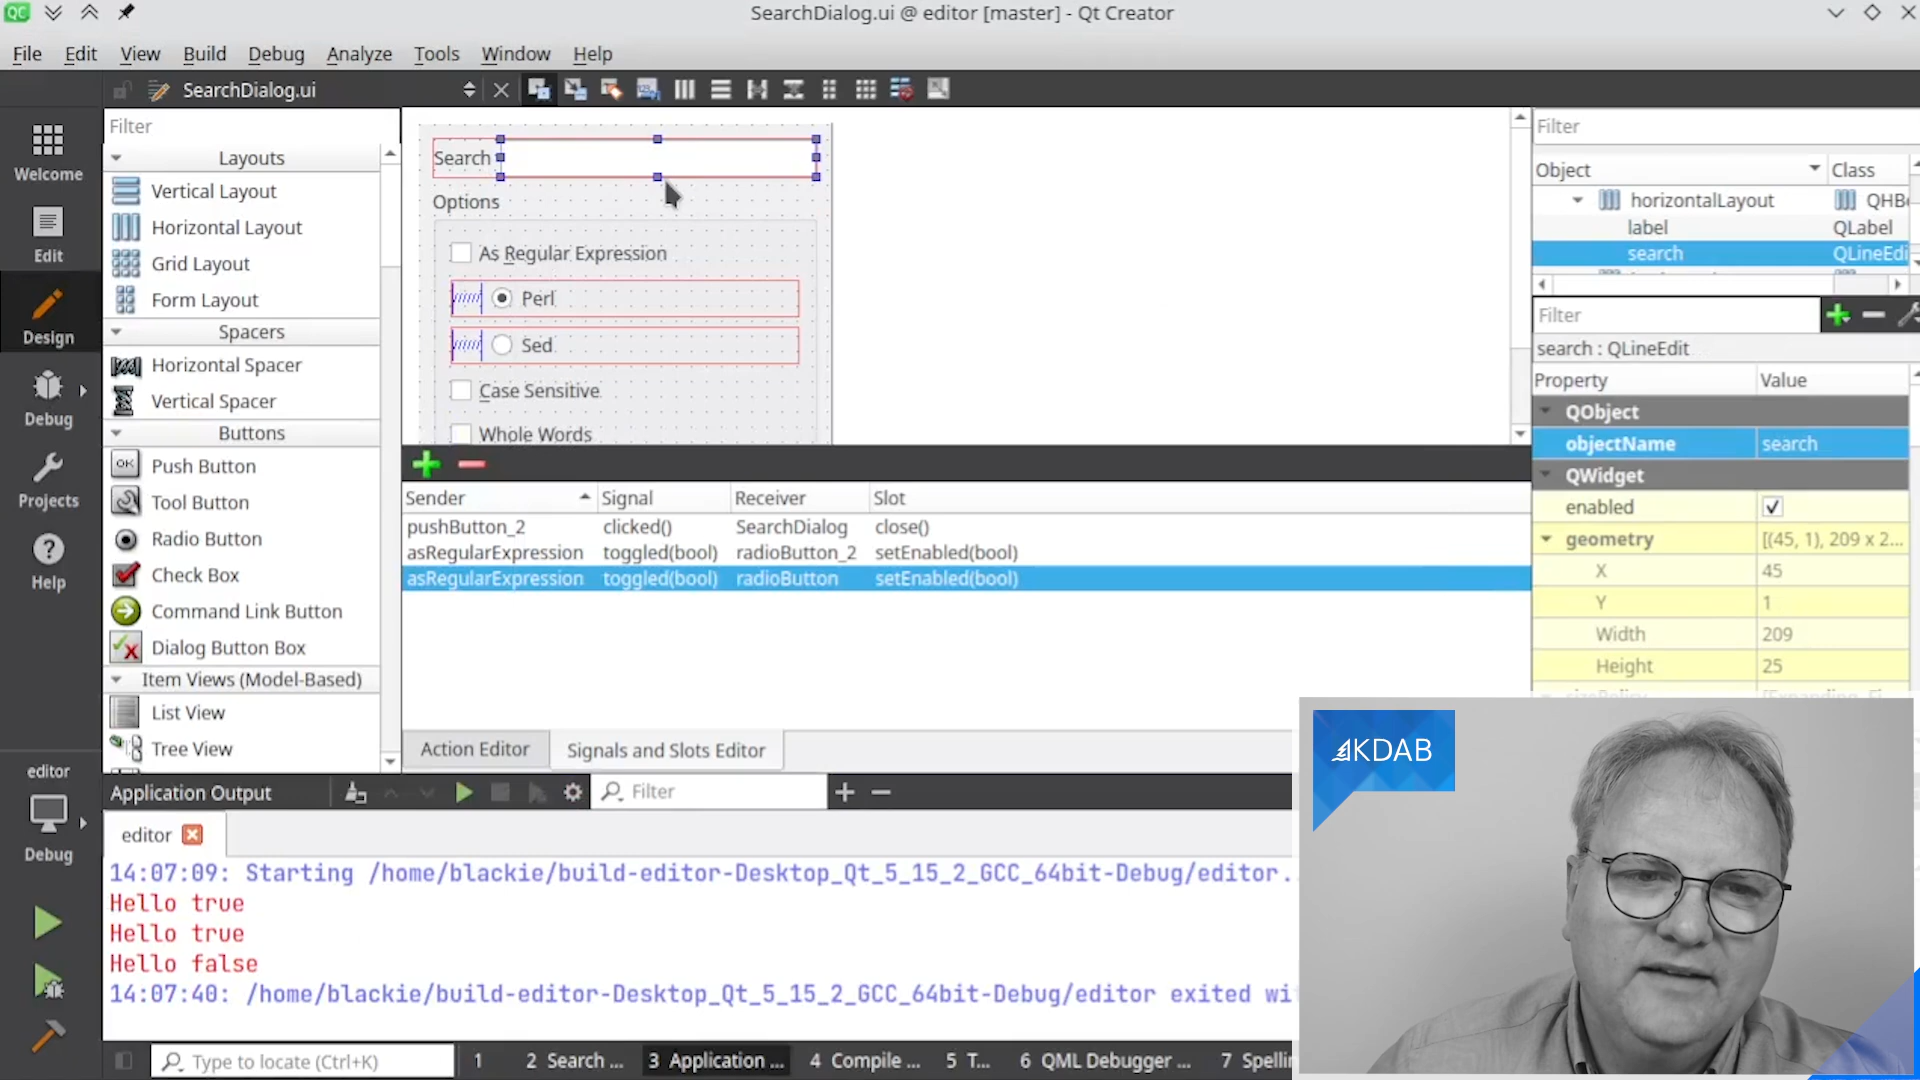 SearchDialog.ui @ editor [master] - Qt Creator
File Edit View Build Debug Analyze Tools Window Help
SearchDialog.ui
Filter
Layouts
Vertical Layout
Horizontal Layout
Grid Layout
Form Layout
Spacers
Horizontal Spacer
Vertical Spacer
Buttons
Push Button
Tool Button
Radio Button
Check Box
Command Link Button
Dialog Button Box
Item Views (Model-Based)
List View
Tree View
Welcome
Edit
Design
Debug
Projects
Help
editor
Debug
Search
Options
As Regular Expression
Perl
Sed
Case Sensitive
Whole Words
Sender Signal Receiver Slot
pushButton_2 clicked() SearchDialog close()
asRegularExpression toggled(bool) radioButton_2 setEnabled(bool)
asRegularExpression toggled(bool) radioButton setEnabled(bool)
Action Editor Signals and Slots Editor
Filter
Object Class
horizontalLayout QHB
label QLabel
search QLineEdi
Filter
search : QLineEdit
Property Value
QObject
objectName search
QWidget
enabled
geometry [(45, 1), 209 x 2...
X 45
Y 1
Width 209
Height 25
KDAB
Application Output Filter
editor
14:07:09: Starting /home/blackie/build-editor-Desktop_Qt_5_15_2_GCC_64bit-Debug/editor..
Hello true
Hello true
Hello false
14:07:40: /home/blackie/build-editor-Desktop_Qt_5_15_2_GCC_64bit-Debug/editor exited wi
Type to locate (Ctrl+K) 1 2 Search ... 3 Application ... 4 Compile ... 5 T... 6 QML Debugger ... 7 Spelli